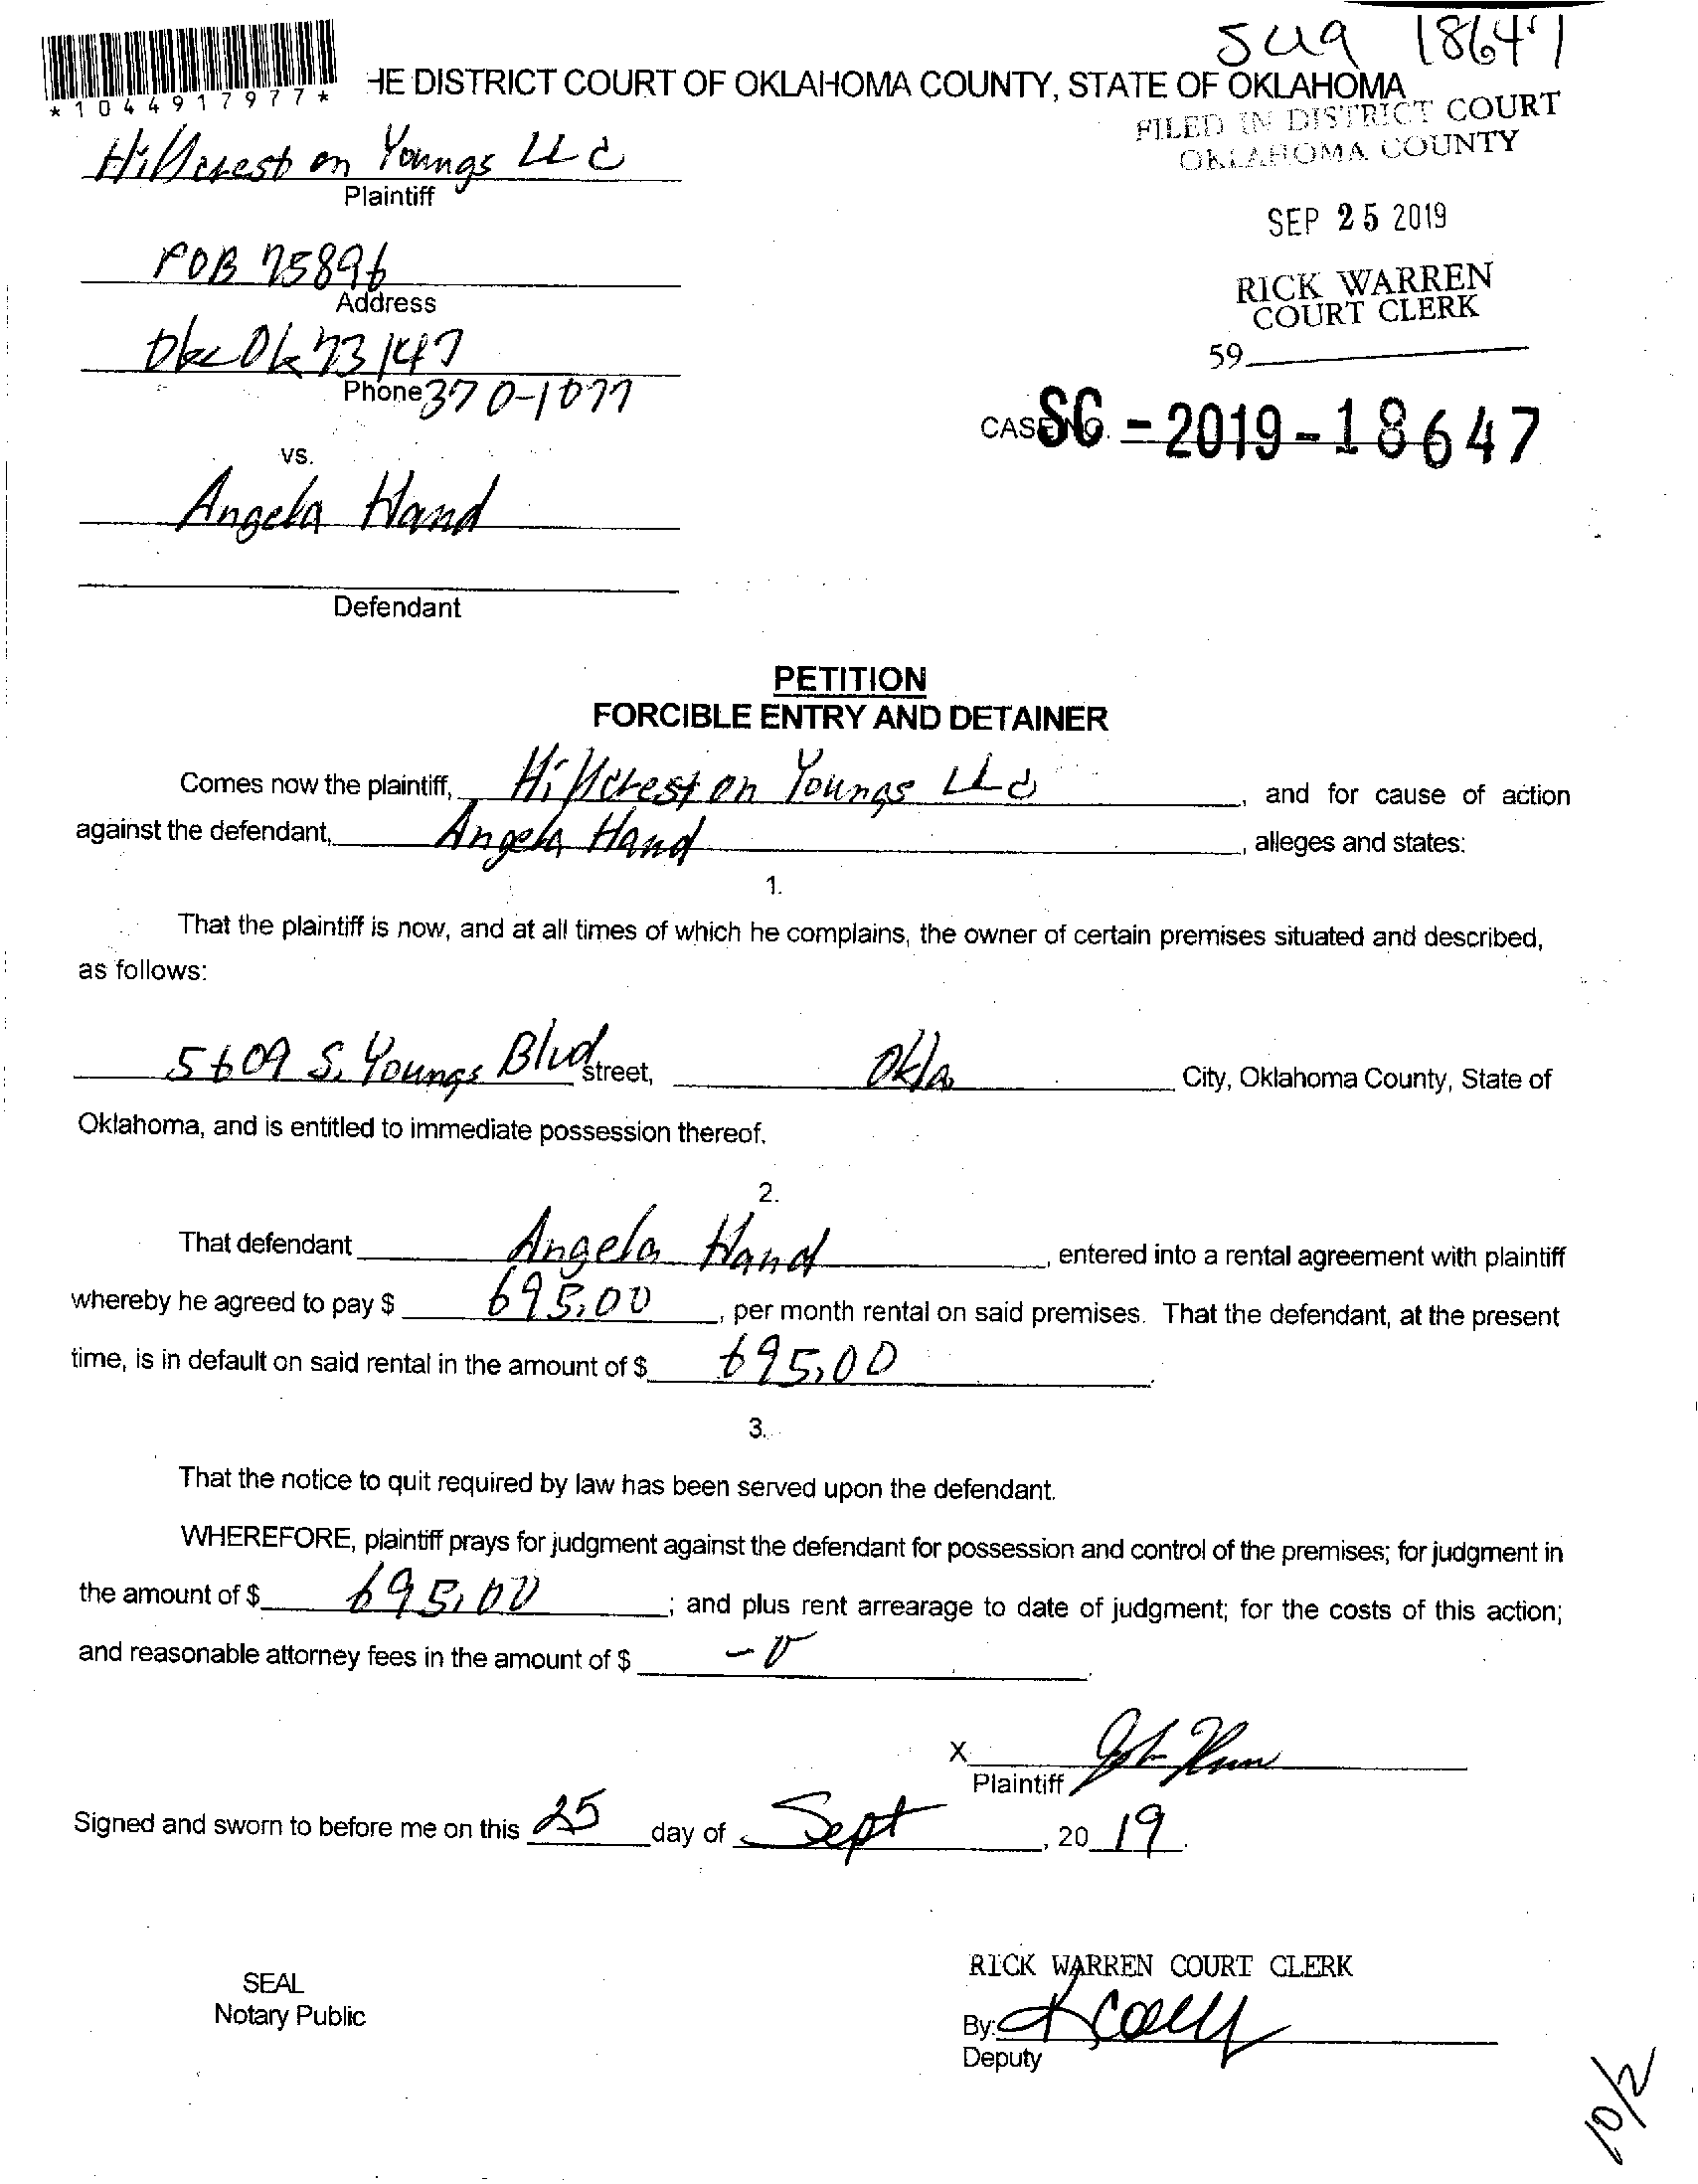 SC19 18647
*1044917977*
HE DISTRICT COURT OF OKLAHOMA COUNTY, STATE OF OKLAHOMA
FILED IN DISTRICT COURT
OKLAHOMA COUNTY
Hillcrest on Youngs LLC
Plaintiff
SEP 25 2019
POB 75896
Address
RICK WARREN
COURT CLERK
Okc Ok 73147
59
Phone 370-1077
CASE NO. SC - 2019 - 18647
vs.
Angela Hand
Defendant
PETITION
FORCIBLE ENTRY AND DETAINER
Comes now the plaintiff, Hillcrest on Youngs LLC, and for cause of action
against the defendant, Angela Hand, alleges and states:
1.
That the plaintiff is now, and at all times of which he complains, the owner of certain premises situated and described,
as follows:
5609 S. Youngs Blvd street, Okla City, Oklahoma County, State of
Oklahoma, and is entitled to immediate possession thereof.
2.
That defendant Angela Hand, entered into a rental agreement with plaintiff
whereby he agreed to pay $ 695.00, per month rental on said premises. That the defendant, at the present
time, is in default on said rental in the amount of $ 695.00.
3.
That the notice to quit required by law has been served upon the defendant.
WHEREFORE, plaintiff prays for judgment against the defendant for possession and control of the premises; for judgment in
the amount of $ 695.00; and plus rent arrearage to date of judgment; for the costs of this action;
and reasonable attorney fees in the amount of $ -0.
X
Plaintiff
Signed and sworn to before me on this 25 day of Sept, 20 19.
RICK WARREN COURT CLERK
SEAL
Notary Public
By:
Deputy
10/2